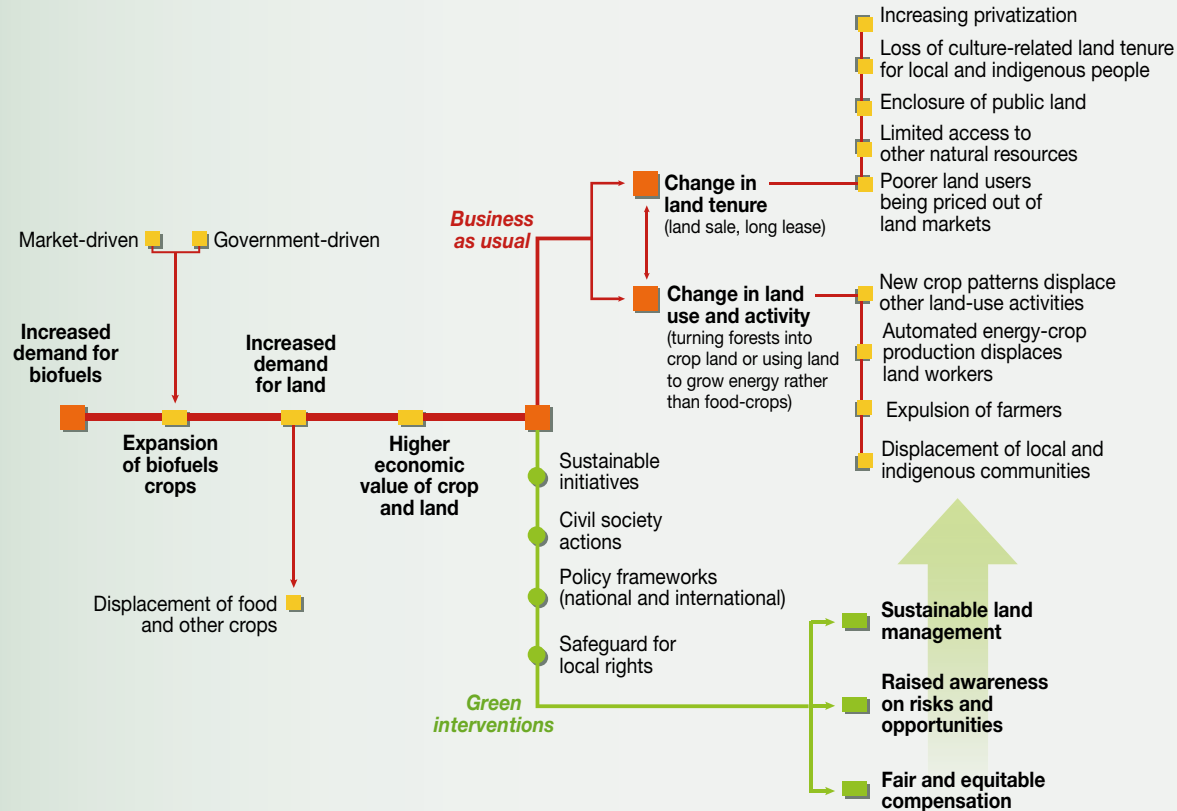 Market-driven
Government-driven
Increased
demand for
biofuels
Expansion
of biofuels
crops
Increased
demand
for land
Displacement of food
and other crops
Higher
economic
value of crop
and land
Business
as usual
Change in
land tenure
(land sale, long lease)
Increasing privatization
Loss of culture-related land tenure
for local and indigenous people
Enclosure of public land
Limited access to
other natural resources
Poorer land users
being priced out of
land markets
Change in land
use and activity
(turning forests into
crop land or using land
to grow energy rather
than food-crops)
New crop patterns displace
other land-use activities
Automated energy-crop
production displaces
land workers
Expulsion of farmers
Displacement of local and
indigenous communities
Sustainable
initiatives
Civil society
actions
Policy frameworks
(national and international)
Safeguard for
local rights
Green
interventions
Sustainable land
management
Raised awareness
on risks and
opportunities
Fair and equitable
compensation